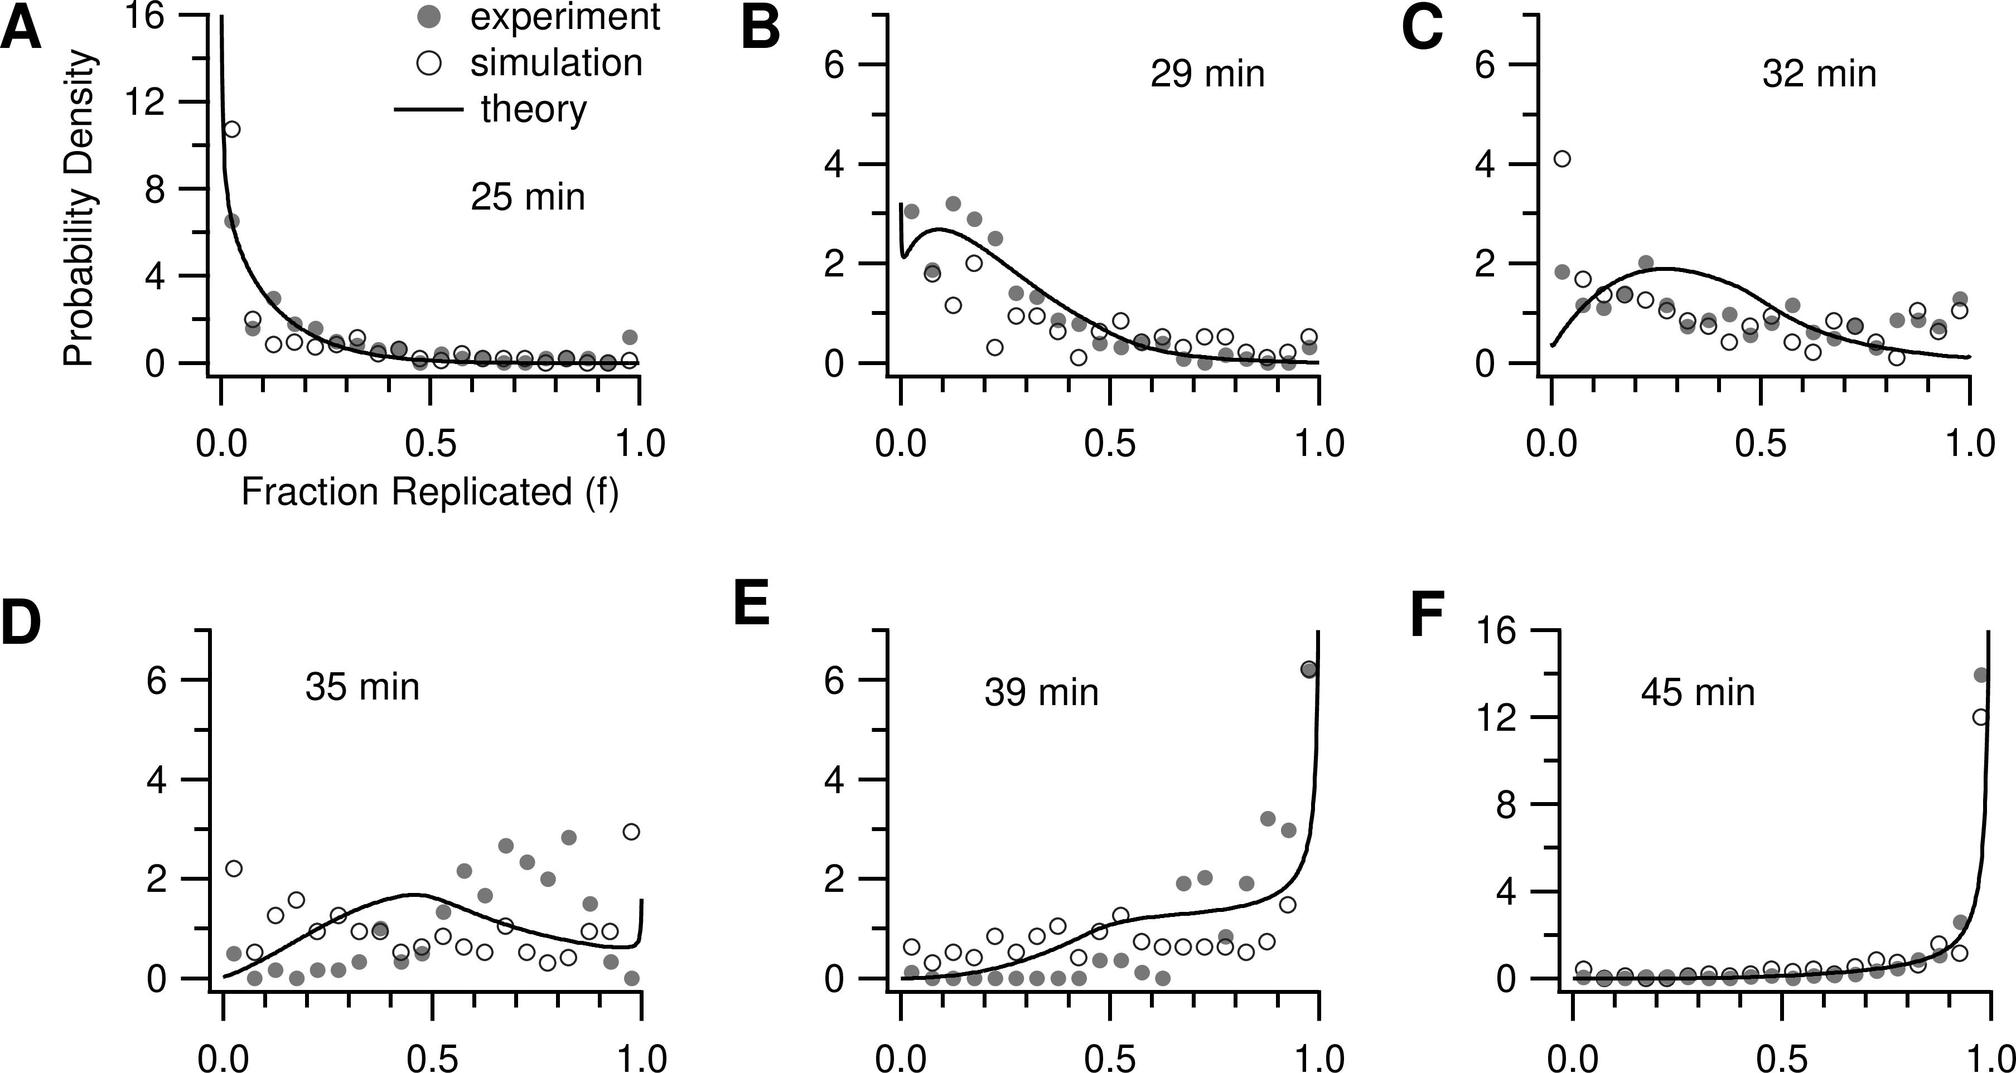 A
Probability Density
16
12
8
4
0
experiment
simulation
theory
25 min
0.0 0.5 1.0
Fraction Replicated (f)
B
6
4
2
0
29 min
0.0 0.5 1.0
C
6
4
2
0
32 min
0.0 0.5 1.0
D
6
4
2
0
35 min
0.0 0.5 1.0
E
6
4
2
0
39 min
0.0 0.5 1.0
F
16
12
8
4
0
45 min
0.0 0.5 1.0